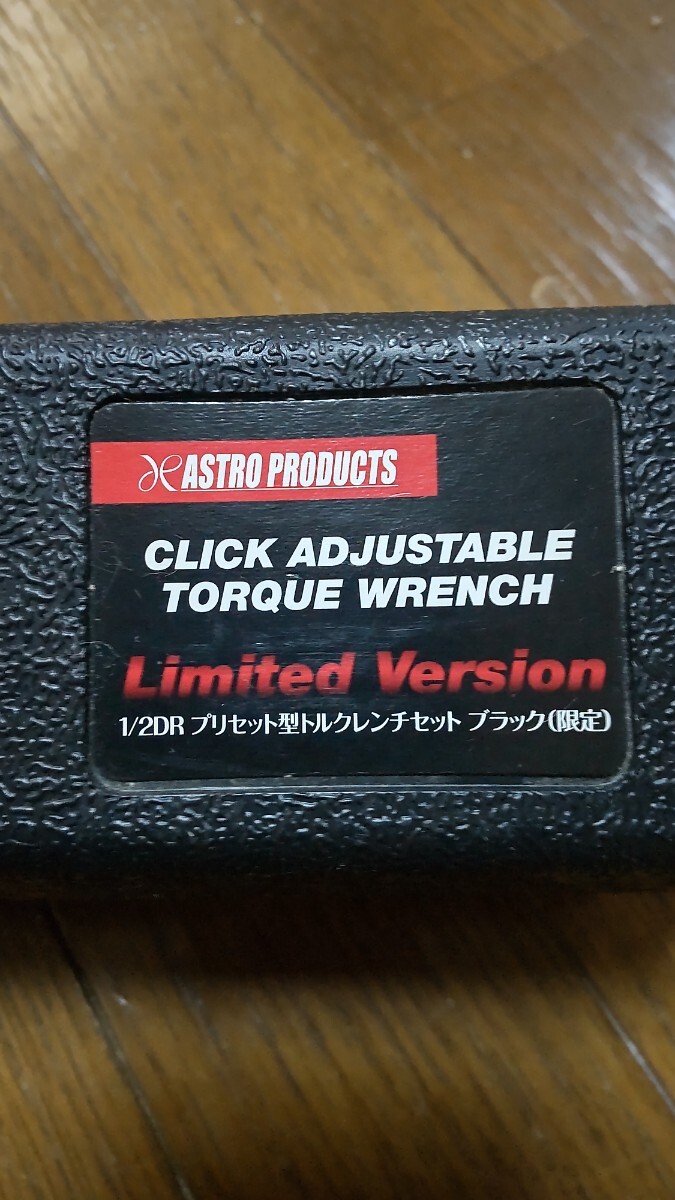 ASTRO PRODUCTS
CLICK ADJUSTABLE
TORQUE WRENCH
Limited Version
1/2DR プリセット型トルクレンチセット ブラック(限定)